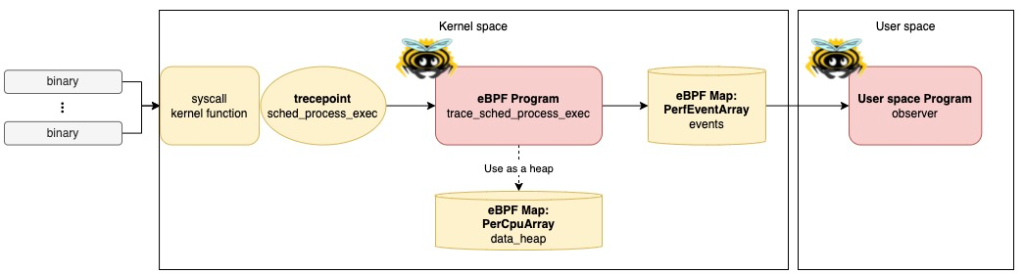 Kernel space
User space
binary
binary
syscall
kernel function
trecepoint
sched_process_exec
eBPF Program
trace_sched_process_exec
eBPF Map:
PerfEventArray
events
User space Program
observer
Use as a heap
eBPF Map:
PerCpuArray
data_heap